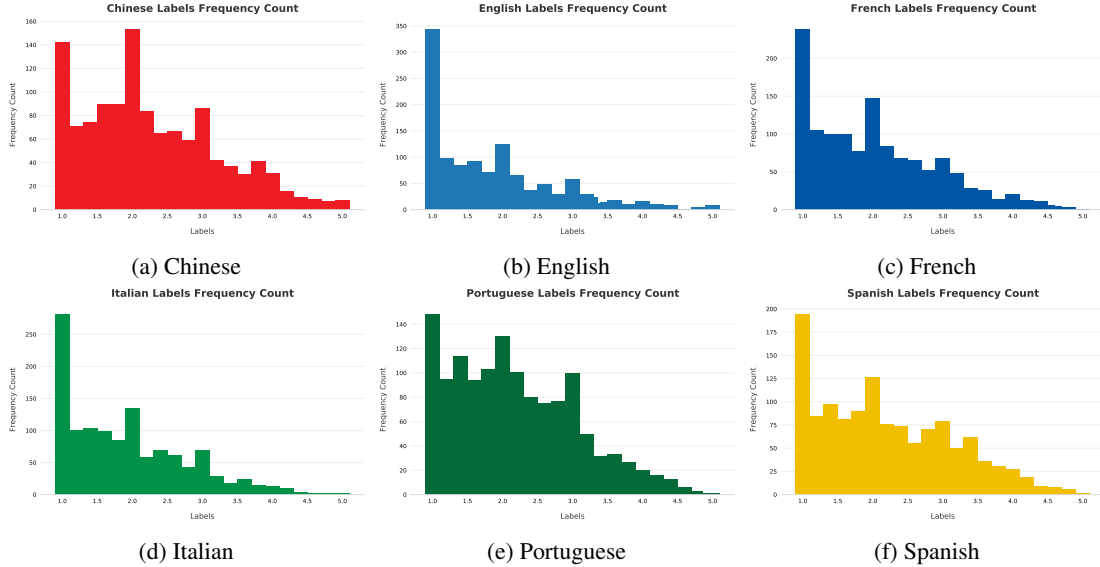 Chinese Labels Frequency Count
160
140
120
100
80
60
40
20
0
Frequency Count
1.0 1.5 2.0 2.5 3.0 3.5 4.0 4.5 5.0
Labels
(a) Chinese
English Labels Frequency Count
350
300
250
200
150
100
50
0
Frequency Count
1.0 1.5 2.0 2.5 3.0 3.5 4.0 4.5 5.0
Labels
(b) English
French Labels Frequency Count
200
150
100
50
0
Frequency Count
1.0 1.5 2.0 2.5 3.0 3.5 4.0 4.5 5.0
Labels
(c) French
Italian Labels Frequency Count
250
200
150
100
50
0
Frequency Count
1.0 1.5 2.0 2.5 3.0 3.5 4.0 4.5 5.0
Labels
(d) Italian
Portuguese Labels Frequency Count
140
120
100
80
60
40
20
0
Frequency Count
1.0 1.5 2.0 2.5 3.0 3.5 4.0 4.5 5.0
Labels
(e) Portuguese
Spanish Labels Frequency Count
200
175
150
125
100
75
50
25
0
Frequency Count
1.0 1.5 2.0 2.5 3.0 3.5 4.0 4.5 5.0
Labels
(f) Spanish